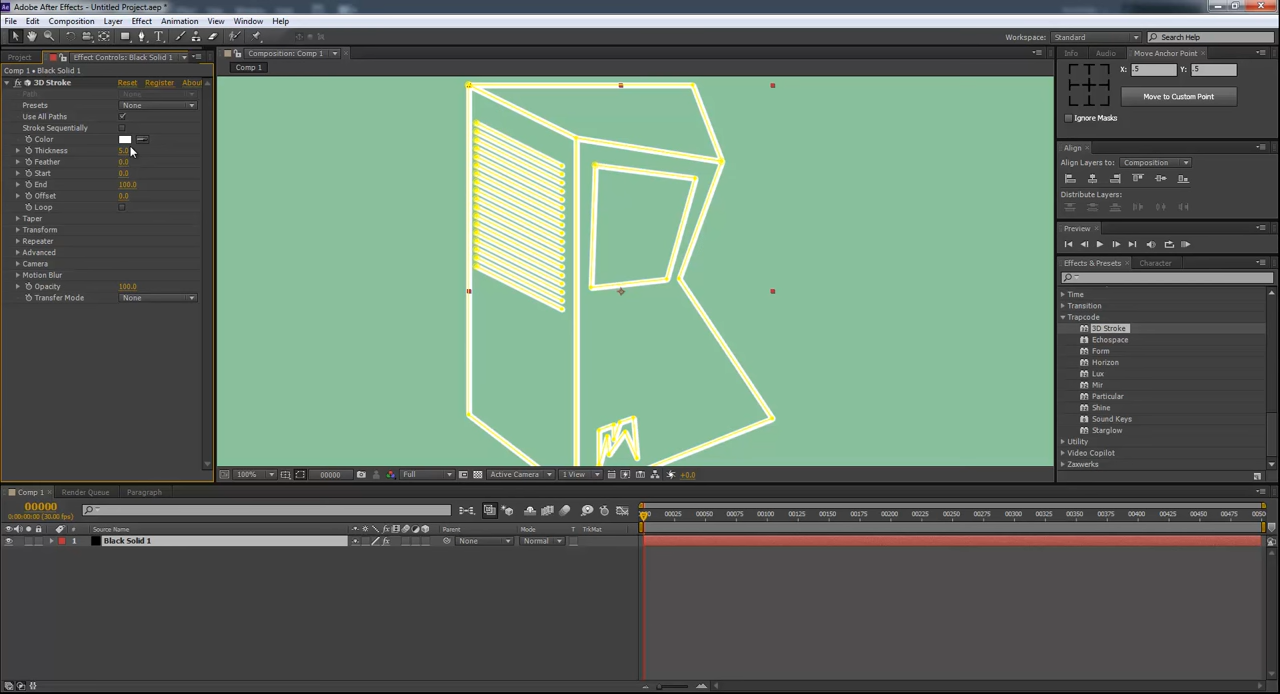 Adobe After Effects - Untitled Project.aep *
File Edit Composition Layer Effect Animation View Window Help
Workspace: Standard Search Help
Project Effect Controls: Black Solid 1 Composition: Comp 1 Info Audio Move Anchor Point
Comp 1 • Black Solid 1 Comp 1 X: .5 Y: .5
3D Stroke Reset Register About
Path None
Presets None Move to Custom Point
Use All Paths
Ignore Masks
Stroke Sequentially
Color
Thickness 5.0 Align
Feather 0.0 Align Layers to: Composition
Start 0.0
End 100.0
Offset 0.0 Distribute Layers:
Loop
Taper
Transform Preview
Repeater
Advanced
Camera Effects & Presets Character
Motion Blur
Opacity 100.0
Transfer Mode None Time
Transition
Trapcode
3D Stroke
Echospace
Form
Horizon
Lux
Mir
Particular
Shine
Sound Keys
Starglow
Utility
Video Copilot
Zaxwerks
100% 00000 Full Active Camera 1 View +0.0
Comp 1 Render Queue Paragraph
00000
0:00:00:00 (30.00 fps)
00025 00050 00075 00100 00125 00150 00175 00200 00225 00250 00275 00300 00325 00350 00375 00400 00425 00450 00475
# Source Name Mode T TrkMat Parent
1 Black Solid 1 None Normal